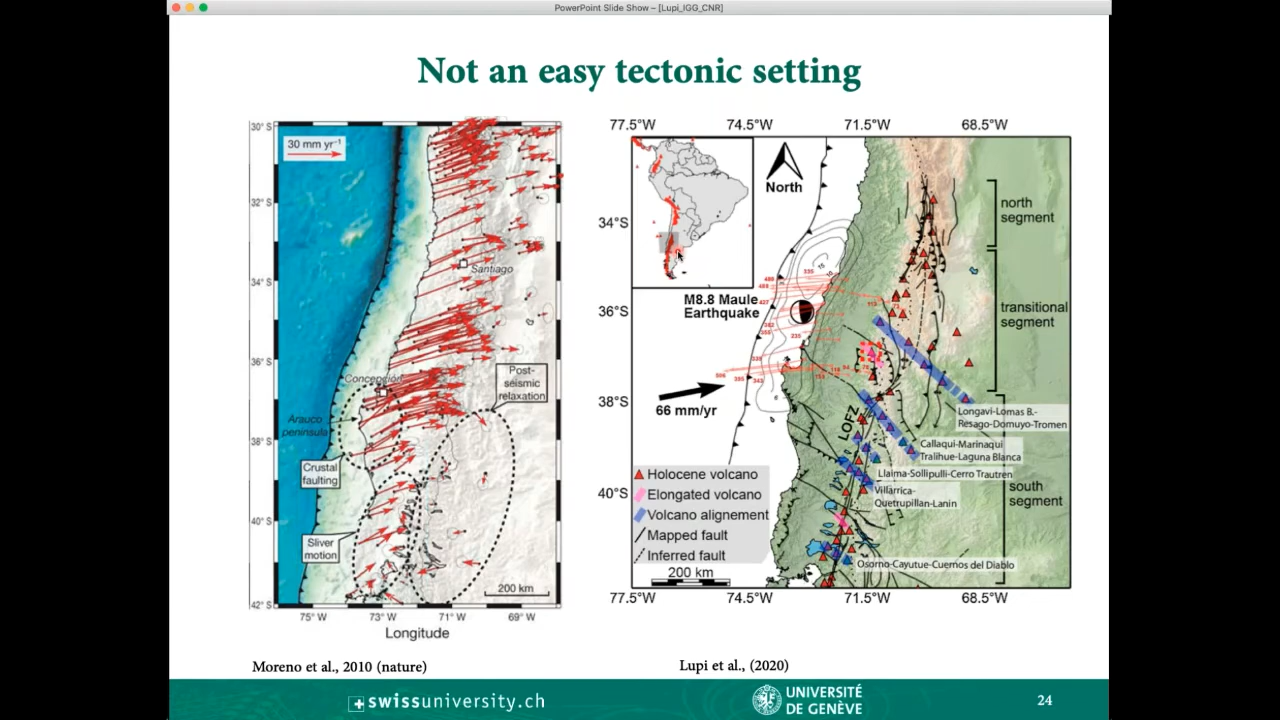 PowerPoint Slide Show – [Lupi_IGG_CNR]
Not an easy tectonic setting
30° S
32° S
34° S
36° S
38° S
40° S
42° S
30 mm yr⁻¹
Santiago
Concepción
Arauco
peninsula
Post-
seismic
relaxation
Crustal
faulting
Sliver
motion
200 km
75° W
73° W
71° W
69° W
Longitude
Moreno et al., 2010 (nature)
77.5°W
74.5°W
71.5°W
68.5°W
34°S
36°S
38°S
40°S
North
M8.8 Maule
Earthquake
66 mm/yr
LOFZ
north
segment
transitional
segment
south
segment
Longaví-Lomas B.-
Resago-Domuyo-Tromen
Callaqui-Marinaqui
Tralihue-Laguna Blanca
Llaima-Sollipulli-Cerro Trautren
Villarrica-
Quetrupillan-Lanin
Osorno-Cayutue-Cuernos del Diablo
Holocene volcano
Elongated volcano
Volcano alignement
Mapped fault
Inferred fault
200 km
77.5°W
74.5°W
71.5°W
68.5°W
Lupi et al., (2020)
swissuniversity.ch
UNIVERSITÉ
DE GENÈVE
24